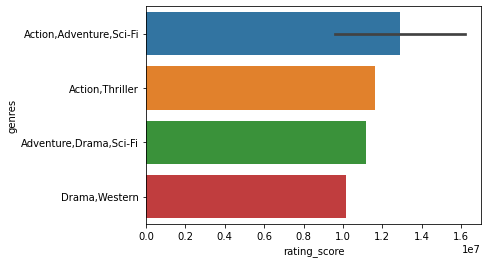 Action,Adventure,Sci-Fi
Action,Thriller
Adventure,Drama,Sci-Fi
Drama,Western
genres
0.0 0.2 0.4 0.6 0.8 1.0 1.2 1.4 1.6
1e7
rating_score